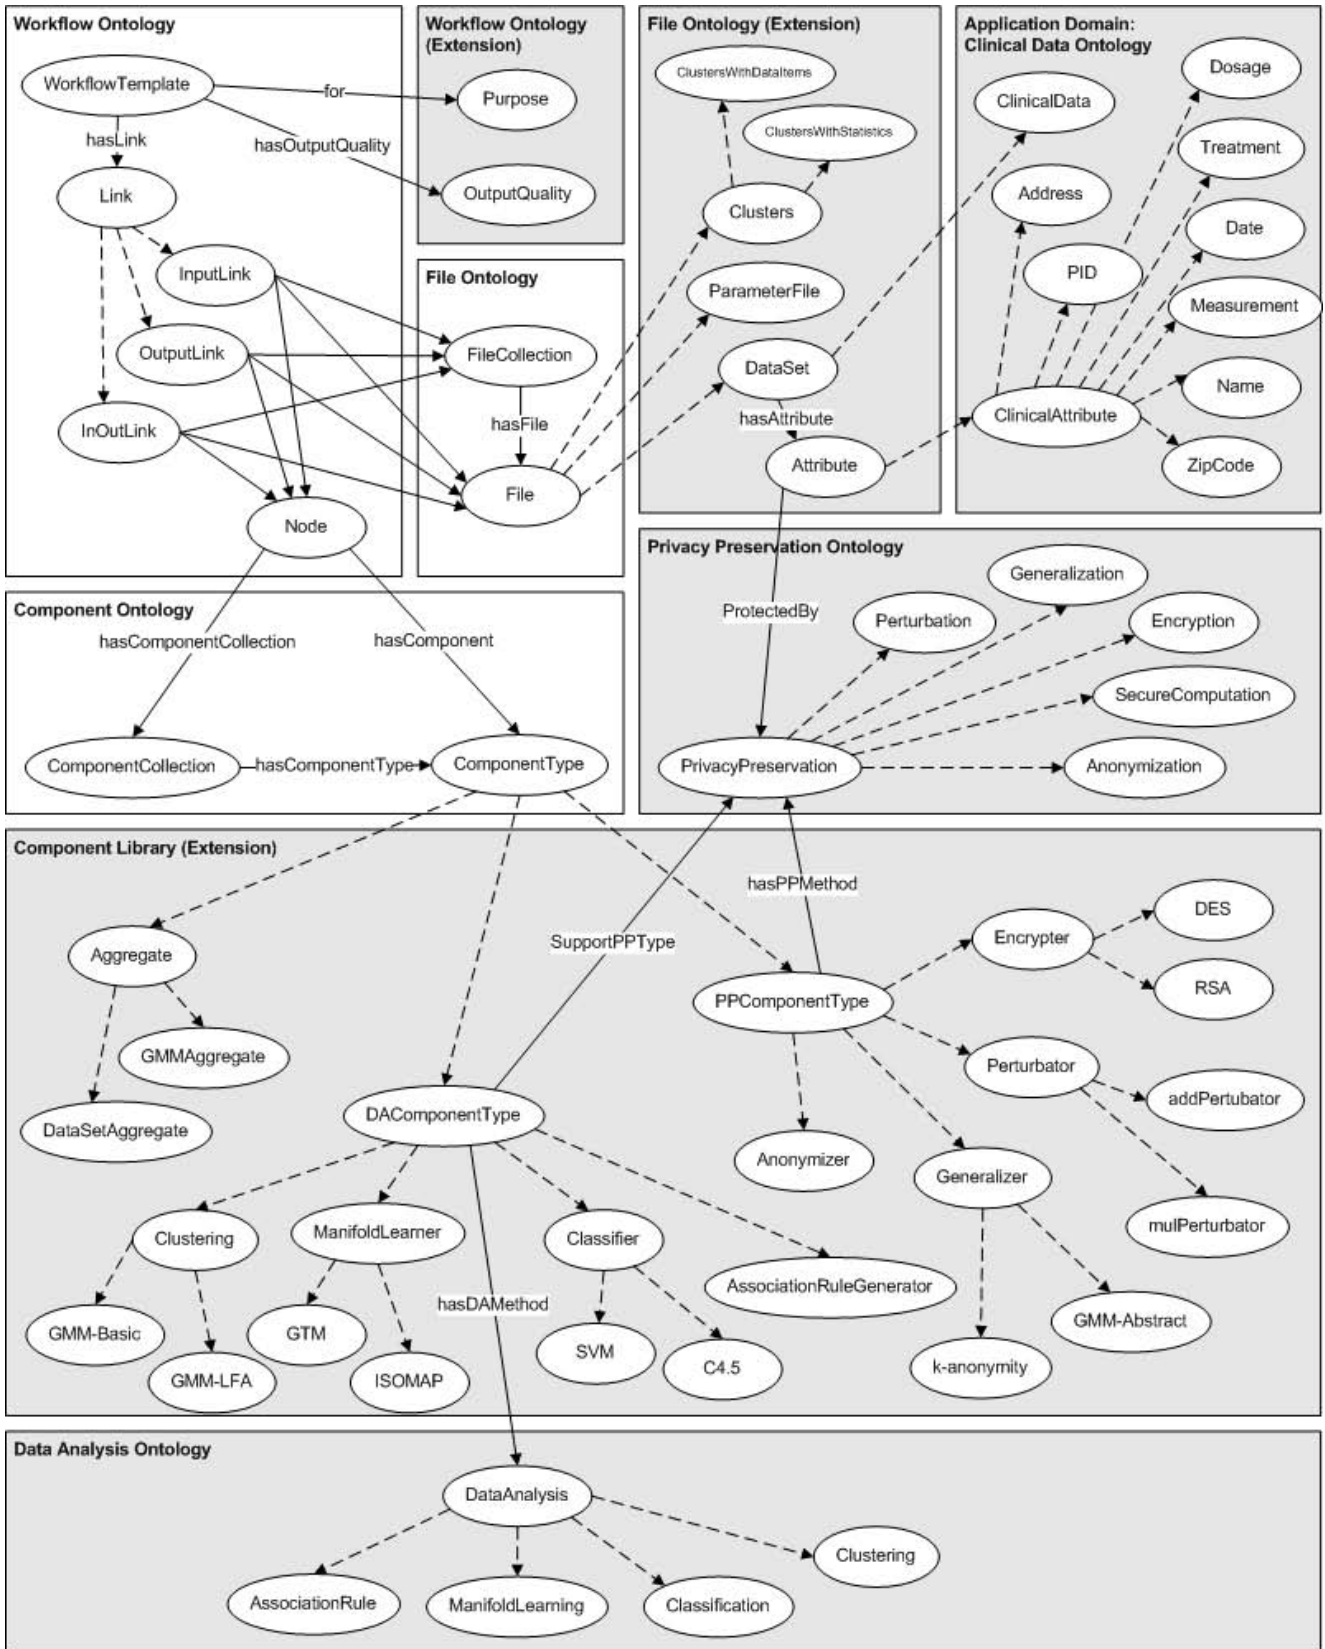 Workflow Ontology
WorkflowTemplate
for
hasLink
hasOutputQuality
Link
InputLink
OutputLink
InOutLink
Node
Workflow Ontology
(Extension)
Purpose
OutputQuality
File Ontology
FileCollection
hasFile
File
File Ontology (Extension)
ClustersWithDataItems
ClustersWithStatistics
Clusters
ParameterFile
DataSet
hasAttribute
Attribute
Application Domain:
Clinical Data Ontology
Dosage
ClinicalData
Treatment
Address
Date
PID
Measurement
Name
ClinicalAttribute
ZipCode
Component Ontology
hasComponentCollection
hasComponent
ComponentCollection
hasComponentType
ComponentType
Privacy Preservation Ontology
Generalization
ProtectedBy
Perturbation
Encryption
SecureComputation
PrivacyPreservation
Anonymization
Component Library (Extension)
hasPPMethod
SupportPPType
Aggregate
Encrypter
DES
RSA
PPComponentType
GMMAggregate
Perturbator
DataSetAggregate
DAComponentType
addPertubator
Anonymizer
Generalizer
mulPerturbator
Clustering
ManifoldLearner
Classifier
AssociationRuleGenerator
hasDAMethod
GMM-Basic
GMM-LFA
GTM
ISOMAP
SVM
C4.5
k-anonymity
GMM-Abstract
Data Analysis Ontology
DataAnalysis
Clustering
AssociationRule
ManifoldLearning
Classification